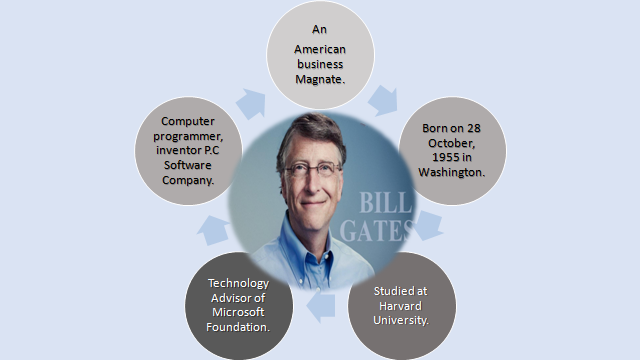 An
American
business
Magnate.
Born on 28
October,
1955 in
Washington.
Studied at
Harvard
University.
Technology
Advisor of
Microsoft
Foundation.
Computer
programmer,
inventor P.C
Software
Company.
BILL
GATES